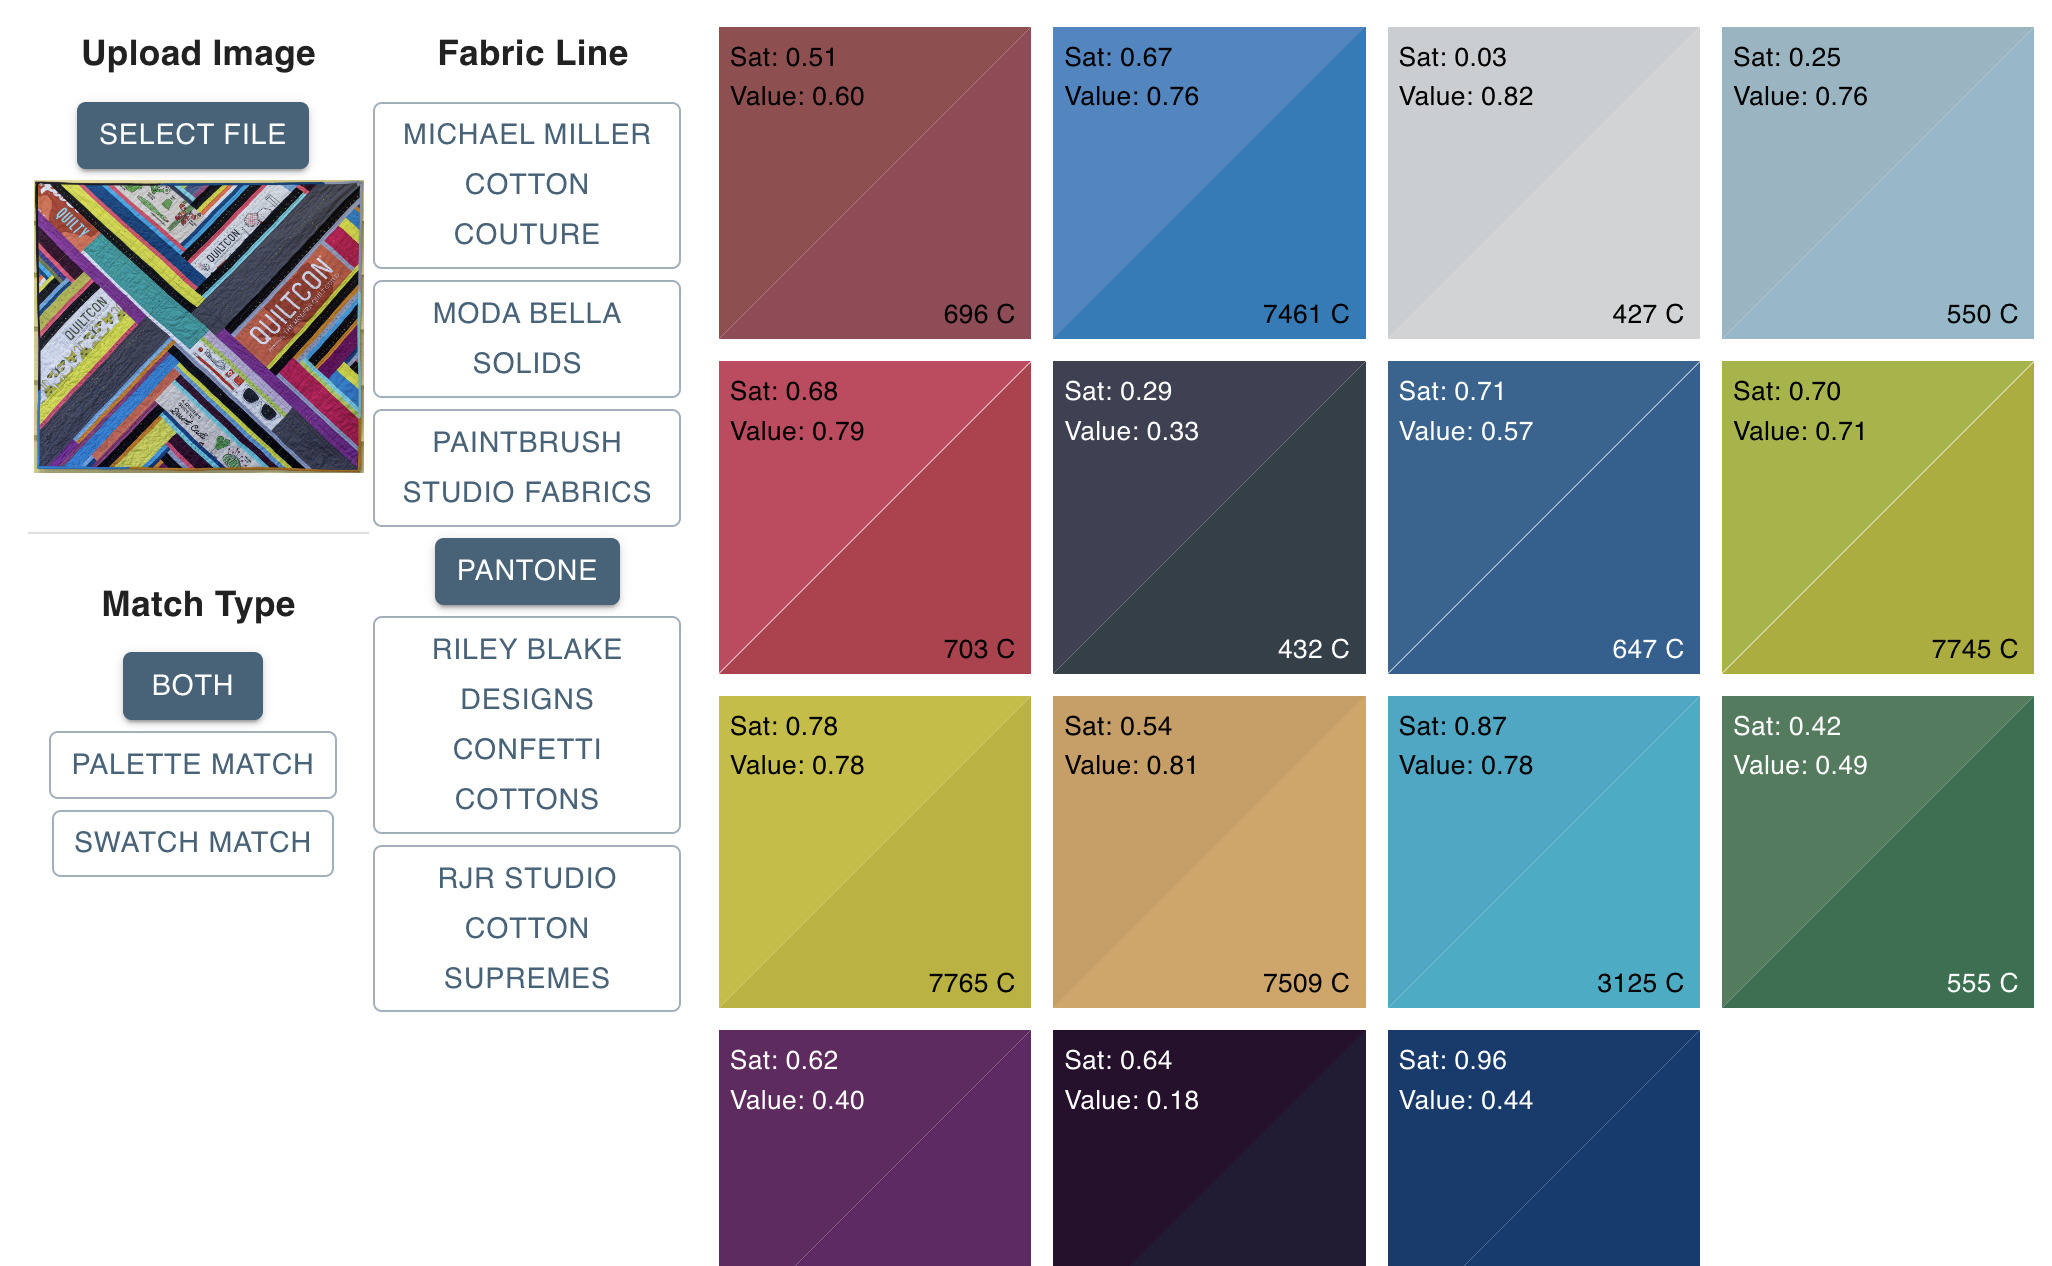 Upload Image
SELECT FILE
QUILTY
QUILTCON
QUILTCON
THE MODERN QUILT GUILD
QUILTCON
Match Type
BOTH
PALETTE MATCH
SWATCH MATCH
Fabric Line
MICHAEL MILLER
COTTON
COUTURE
MODA BELLA
SOLIDS
PAINTBRUSH
STUDIO FABRICS
PANTONE
RILEY BLAKE
DESIGNS
CONFETTI
COTTONS
RJR STUDIO
COTTON
SUPREMES
Sat: 0.51
Value: 0.60
696 C
Sat: 0.67
Value: 0.76
7461 C
Sat: 0.03
Value: 0.82
427 C
Sat: 0.25
Value: 0.76
550 C
Sat: 0.68
Value: 0.79
703 C
Sat: 0.29
Value: 0.33
432 C
Sat: 0.71
Value: 0.57
647 C
Sat: 0.70
Value: 0.71
7745 C
Sat: 0.78
Value: 0.78
7765 C
Sat: 0.54
Value: 0.81
7509 C
Sat: 0.87
Value: 0.78
3125 C
Sat: 0.42
Value: 0.49
555 C
Sat: 0.62
Value: 0.40
Sat: 0.64
Value: 0.18
Sat: 0.96
Value: 0.44